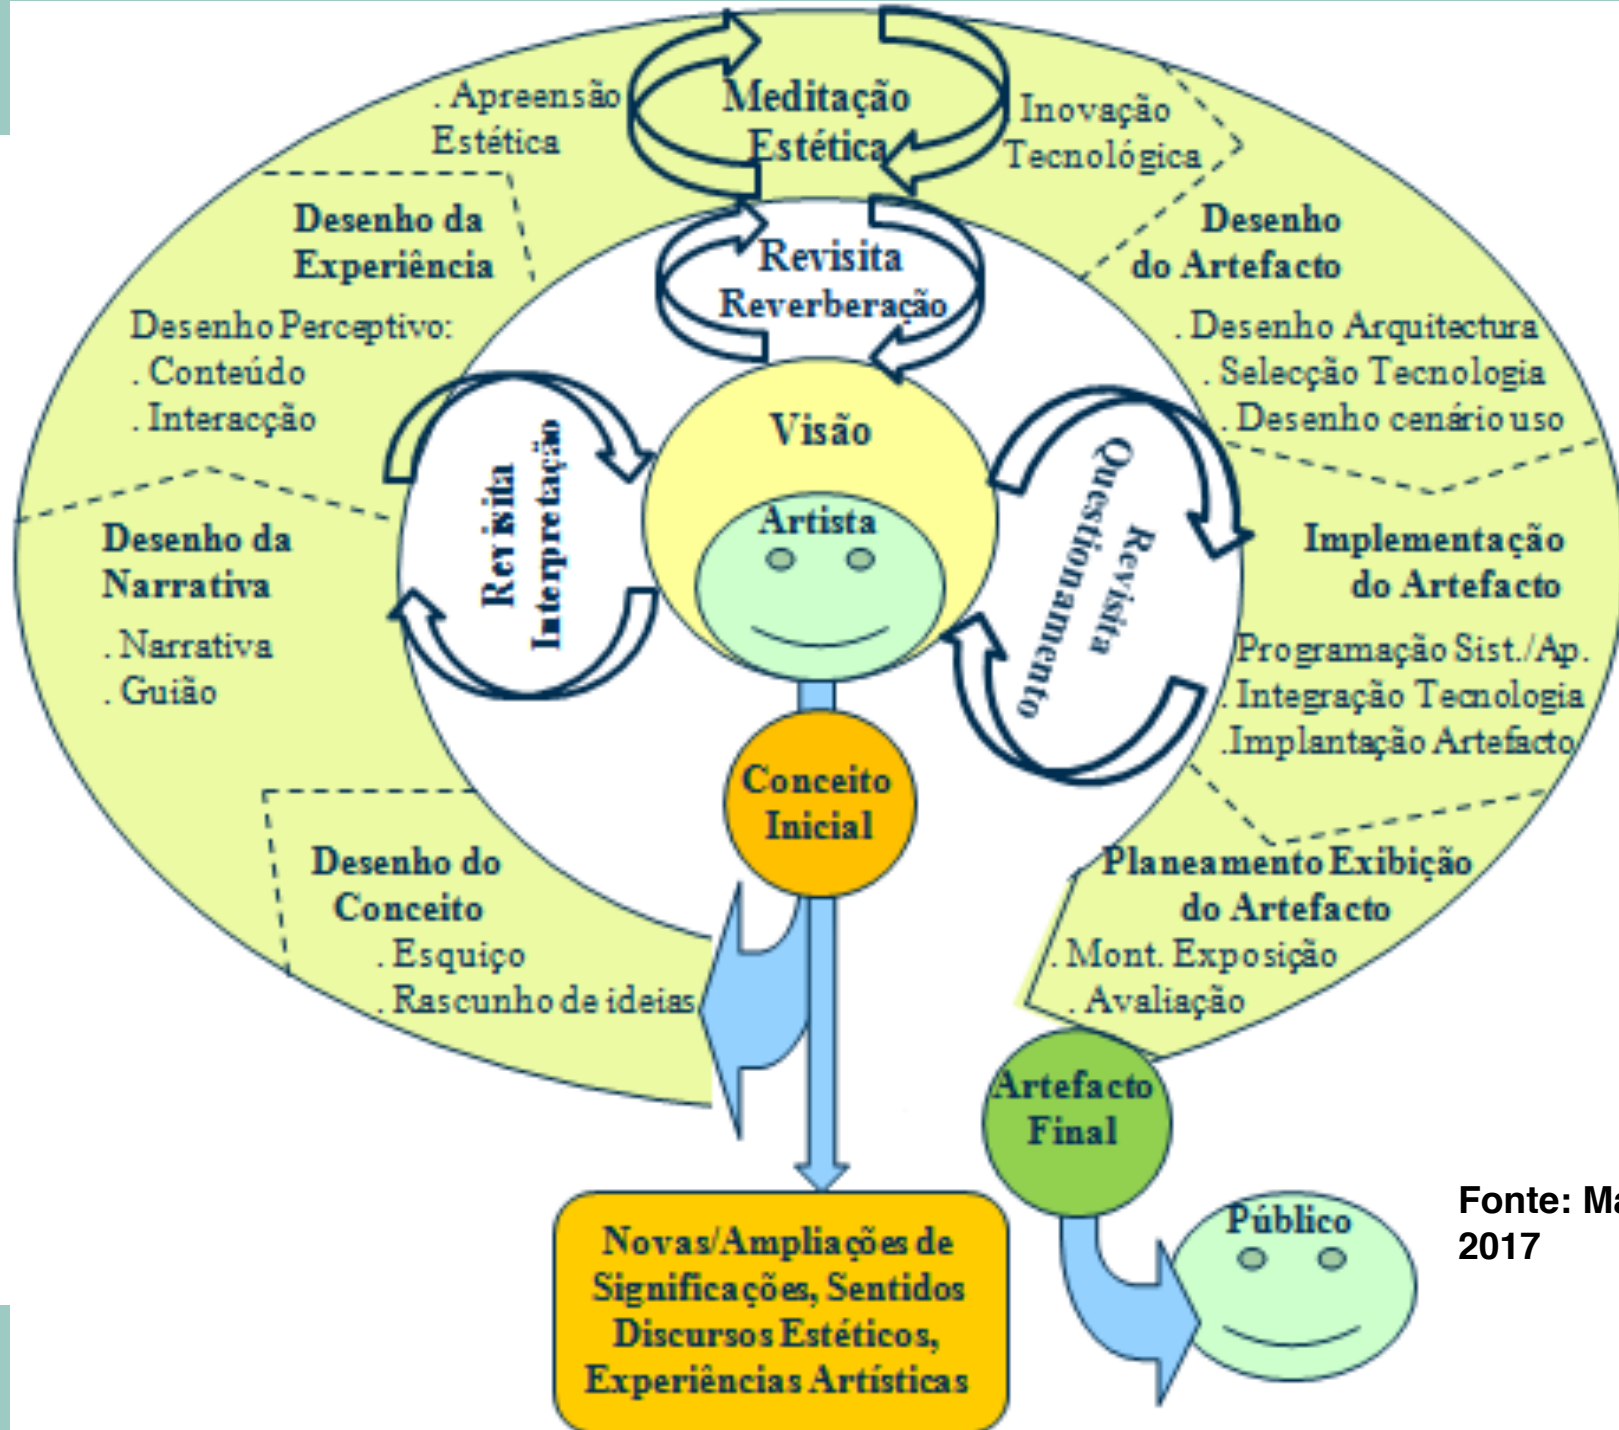 . Apreensão
Estética
Meditação
Estética
Inovação
Tecnológica
Desenho da
Experiência
Desenho Perceptivo:
. Conteúdo
. Interacção
Revisita
Reverberação
Desenho
do Artefacto
. Desenho Arquitectura
. Selecção Tecnologia
. Desenho cenário uso
Visão
Artista
Revisita
Interpretação
Revisita
Questionamento
Desenho da
Narrativa
. Narrativa
. Guião
Implementação
do Artefacto
Programação Sist./Ap.
. Integração Tecnologia
.Implantação Artefacto
Conceito
Inicial
Desenho do
Conceito
. Esquiço
. Rascunho de ideias
Planeamento Exibição
do Artefacto
. Mont. Exposição
. Avaliação
Artefacto
Final
Público
Fonte:
2017
Novas/Ampliações de
Significações, Sentidos
Discursos Estéticos,
Experiências Artísticas